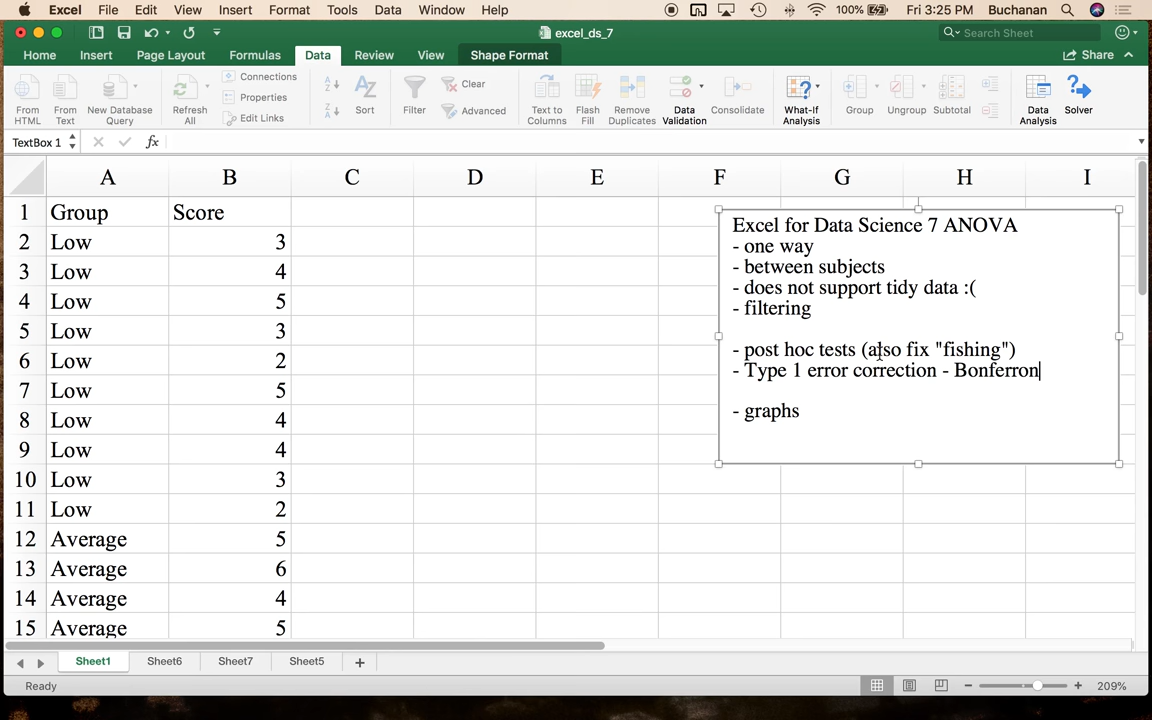 Excel File Edit View Insert Format Tools Data Window Help 100% Fri 3:25 PM Buchanan
excel_ds_7 Search Sheet
Home Insert Page Layout Formulas Data Review View Shape Format Share
Connections Clear
Properties
Edit Links Advanced
From HTML From Text New Database Query Refresh All Sort Filter Text to Columns Flash Fill Remove Duplicates Data Validation Consolidate What-If Analysis Group Ungroup Subtotal Data Analysis Solver
TextBox 1 fx
A B C D E F G H I
1 Group Score
2 Low 3
3 Low 4
4 Low 5
5 Low 3
6 Low 2
7 Low 5
8 Low 4
9 Low 4
10 Low 3
11 Low 2
12 Average 5
13 Average 6
14 Average 4
15 Average 5
Excel for Data Science 7 ANOVA
- one way
- between subjects
- does not support tidy data :(
- filtering
- post hoc tests (also fix "fishing")
- Type 1 error correction - Bonferron
- graphs
Sheet1 Sheet6 Sheet7 Sheet5 +
Ready 209%